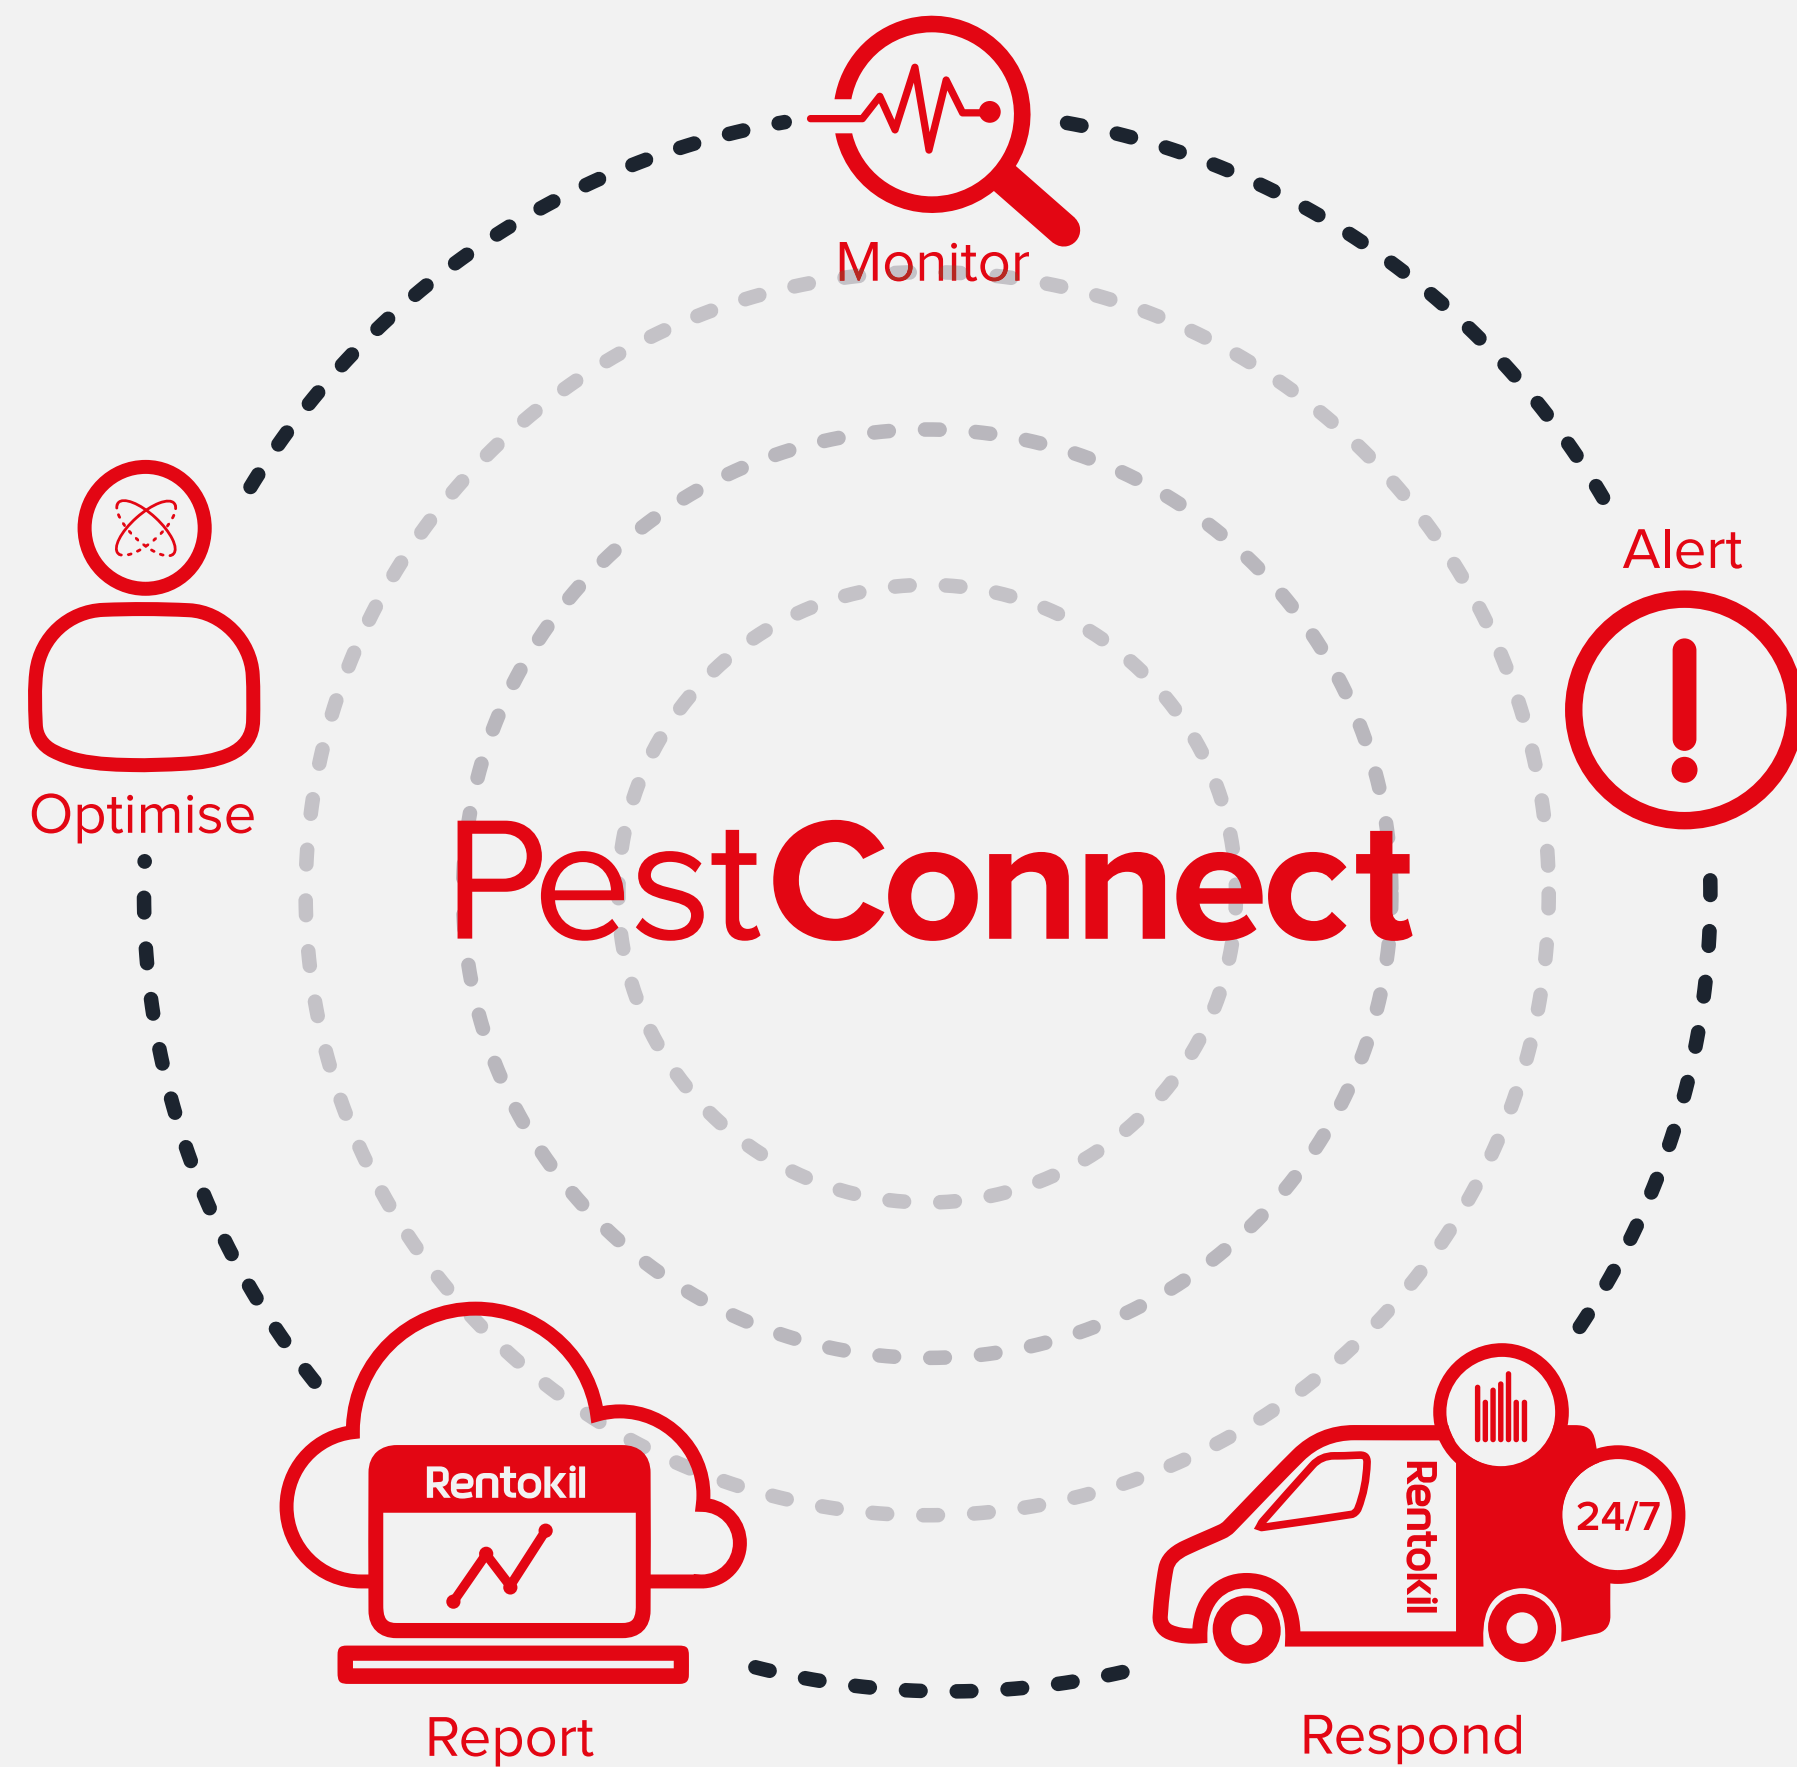 Monitor
Alert
Optimise
PestConnect
Rentokil
Rentokil
24/7
Report
Respond